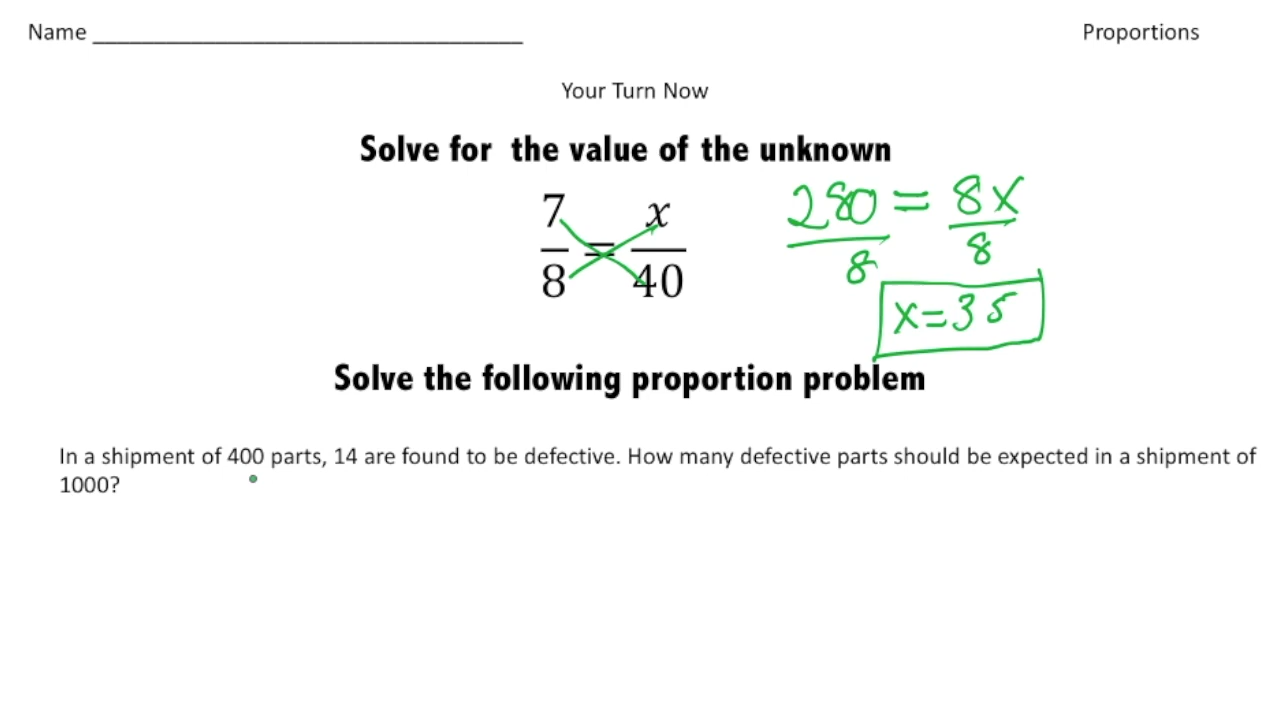 Name ___________________________________ Proportions
Your Turn Now
Solve for the value of the unknown
7/8 = x/40
280 = 8x
8 8
x=35
Solve the following proportion problem
In a shipment of 400 parts, 14 are found to be defective. How many defective parts should be expected in a shipment of
1000?